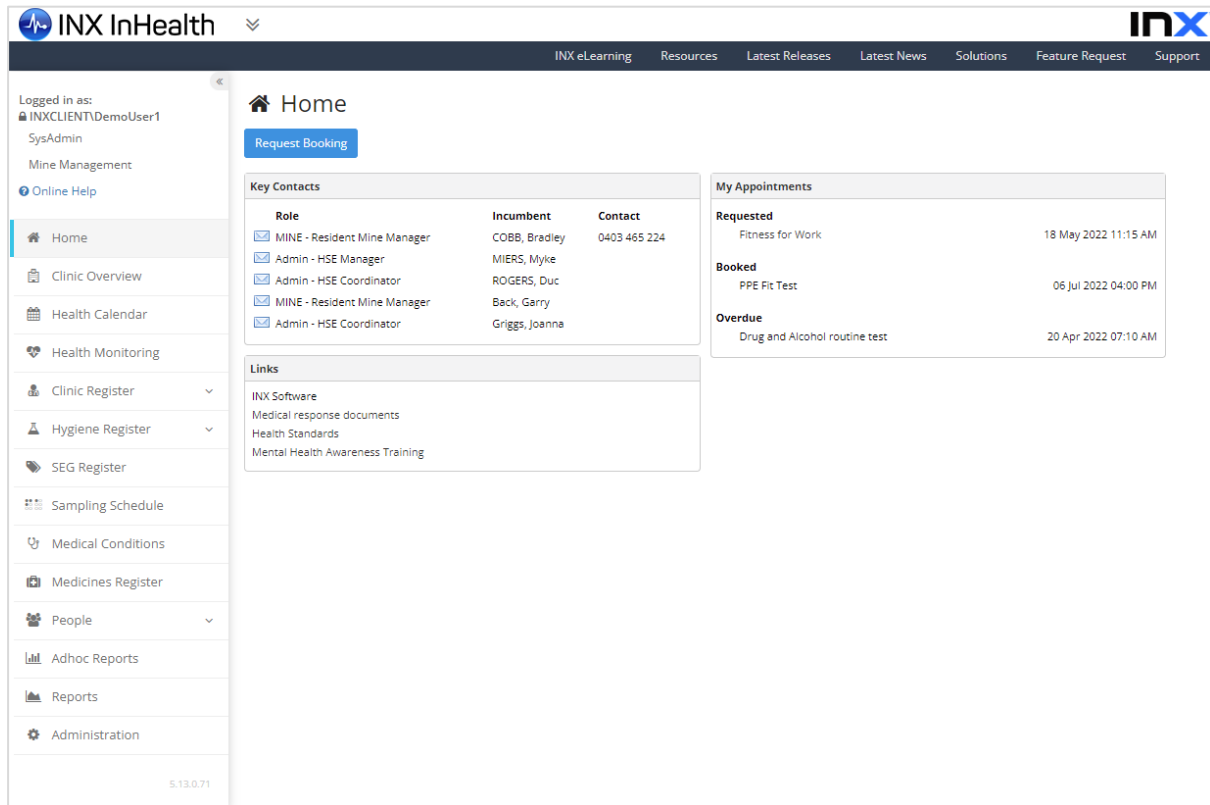 INX InHealth
INX
INX eLearning Resources Latest Releases Latest News Solutions Feature Request Support
Logged in as:
INXCLIENT\DemoUser1
SysAdmin
Mine Management
Online Help
Home
Clinic Overview
Health Calendar
Health Monitoring
Clinic Register
Hygiene Register
SEG Register
Sampling Schedule
Medical Conditions
Medicines Register
People
Adhoc Reports
Reports
Administration
5.13.0.71
Home
Request Booking
Key Contacts
Role Incumbent Contact
MINE - Resident Mine Manager COBB, Bradley 0403 465 224
Admin - HSE Manager MIERS, Myke
Admin - HSE Coordinator ROGERS, Duc
MINE - Resident Mine Manager Back, Garry
Admin - HSE Coordinator Griggs, Joanna
Links
INX Software
Medical response documents
Health Standards
Mental Health Awareness Training
My Appointments
Requested
Fitness for Work 18 May 2022 11:15 AM
Booked
PPE Fit Test 06 Jul 2022 04:00 PM
Overdue
Drug and Alcohol routine test 20 Apr 2022 07:10 AM